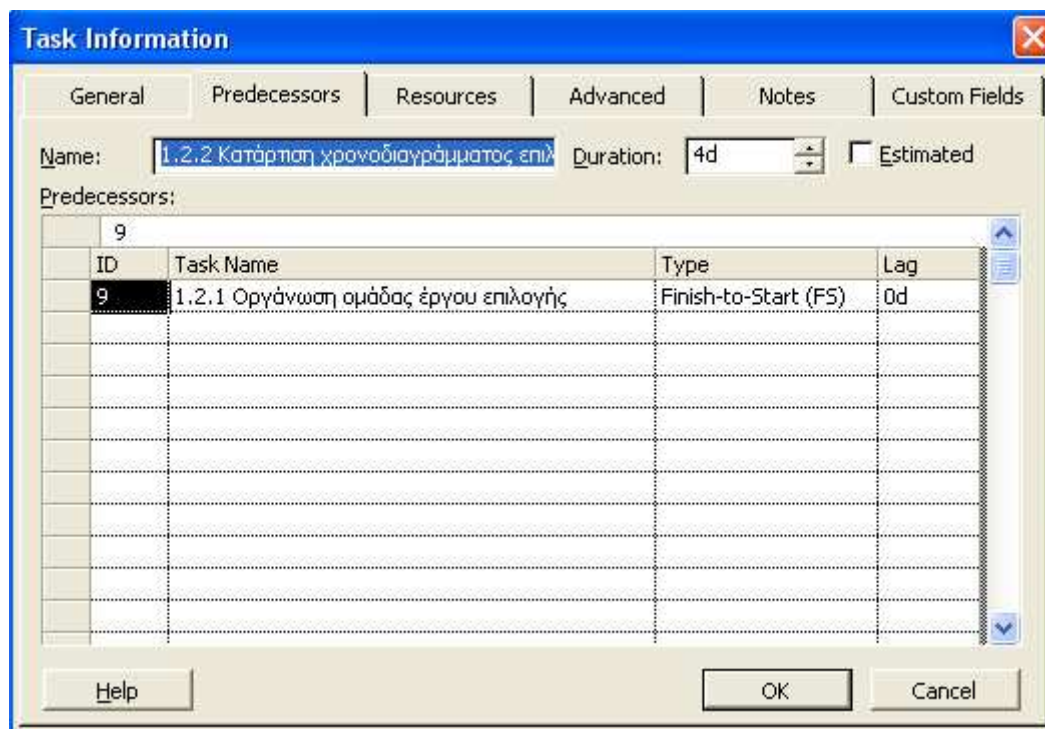 Task Information
General Predecessors Resources Advanced Notes Custom Fields
Name: 1.2.2 Κατάρτιση χρονοδιαγράμματος επιλ Duration: 4d Estimated
Predecessors:
9
ID Task Name Type Lag
9 1.2.1 Οργάνωση ομάδας έργου επιλογής Finish-to-Start (FS) 0d
Help OK Cancel